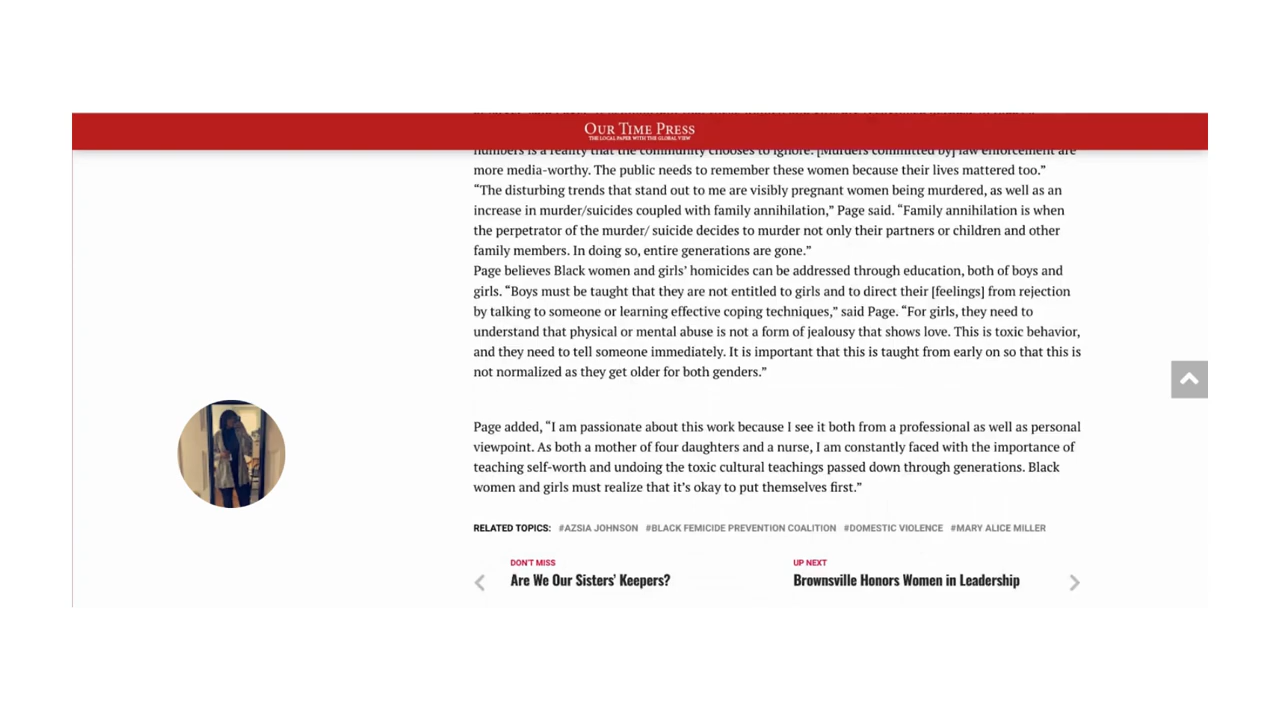 OUR TIME PRESS
THE LOCAL PAPER WITH THE GLOBAL VIEW
numbers is a reality that the community chooses to ignore. [Murders committed by] law enforcement are
more media-worthy. The public needs to remember these women because their lives mattered too.”
“The disturbing trends that stand out to me are visibly pregnant women being murdered, as well as an
increase in murder/suicides coupled with family annihilation,” Page said. “Family annihilation is when
the perpetrator of the murder/ suicide decides to murder not only their partners or children and other
family members. In doing so, entire generations are gone.”
Page believes Black women and girls’ homicides can be addressed through education, both of boys and
girls. “Boys must be taught that they are not entitled to girls and to direct their [feelings] from rejection
by talking to someone or learning effective coping techniques,” said Page. “For girls, they need to
understand that physical or mental abuse is not a form of jealousy that shows love. This is toxic behavior,
and they need to tell someone immediately. It is important that this is taught from early on so that this is
not normalized as they get older for both genders.”
Page added, “I am passionate about this work because I see it both from a professional as well as personal
viewpoint. As both a mother of four daughters and a nurse, I am constantly faced with the importance of
teaching self-worth and undoing the toxic cultural teachings passed down through generations. Black
women and girls must realize that it’s okay to put themselves first.”
RELATED TOPICS: #AZSIA JOHNSON #BLACK FEMICIDE PREVENTION COALITION #DOMESTIC VIOLENCE #MARY ALICE MILLER
DON'T MISS
Are We Our Sisters’ Keepers?
UP NEXT
Brownsville Honors Women in Leadership